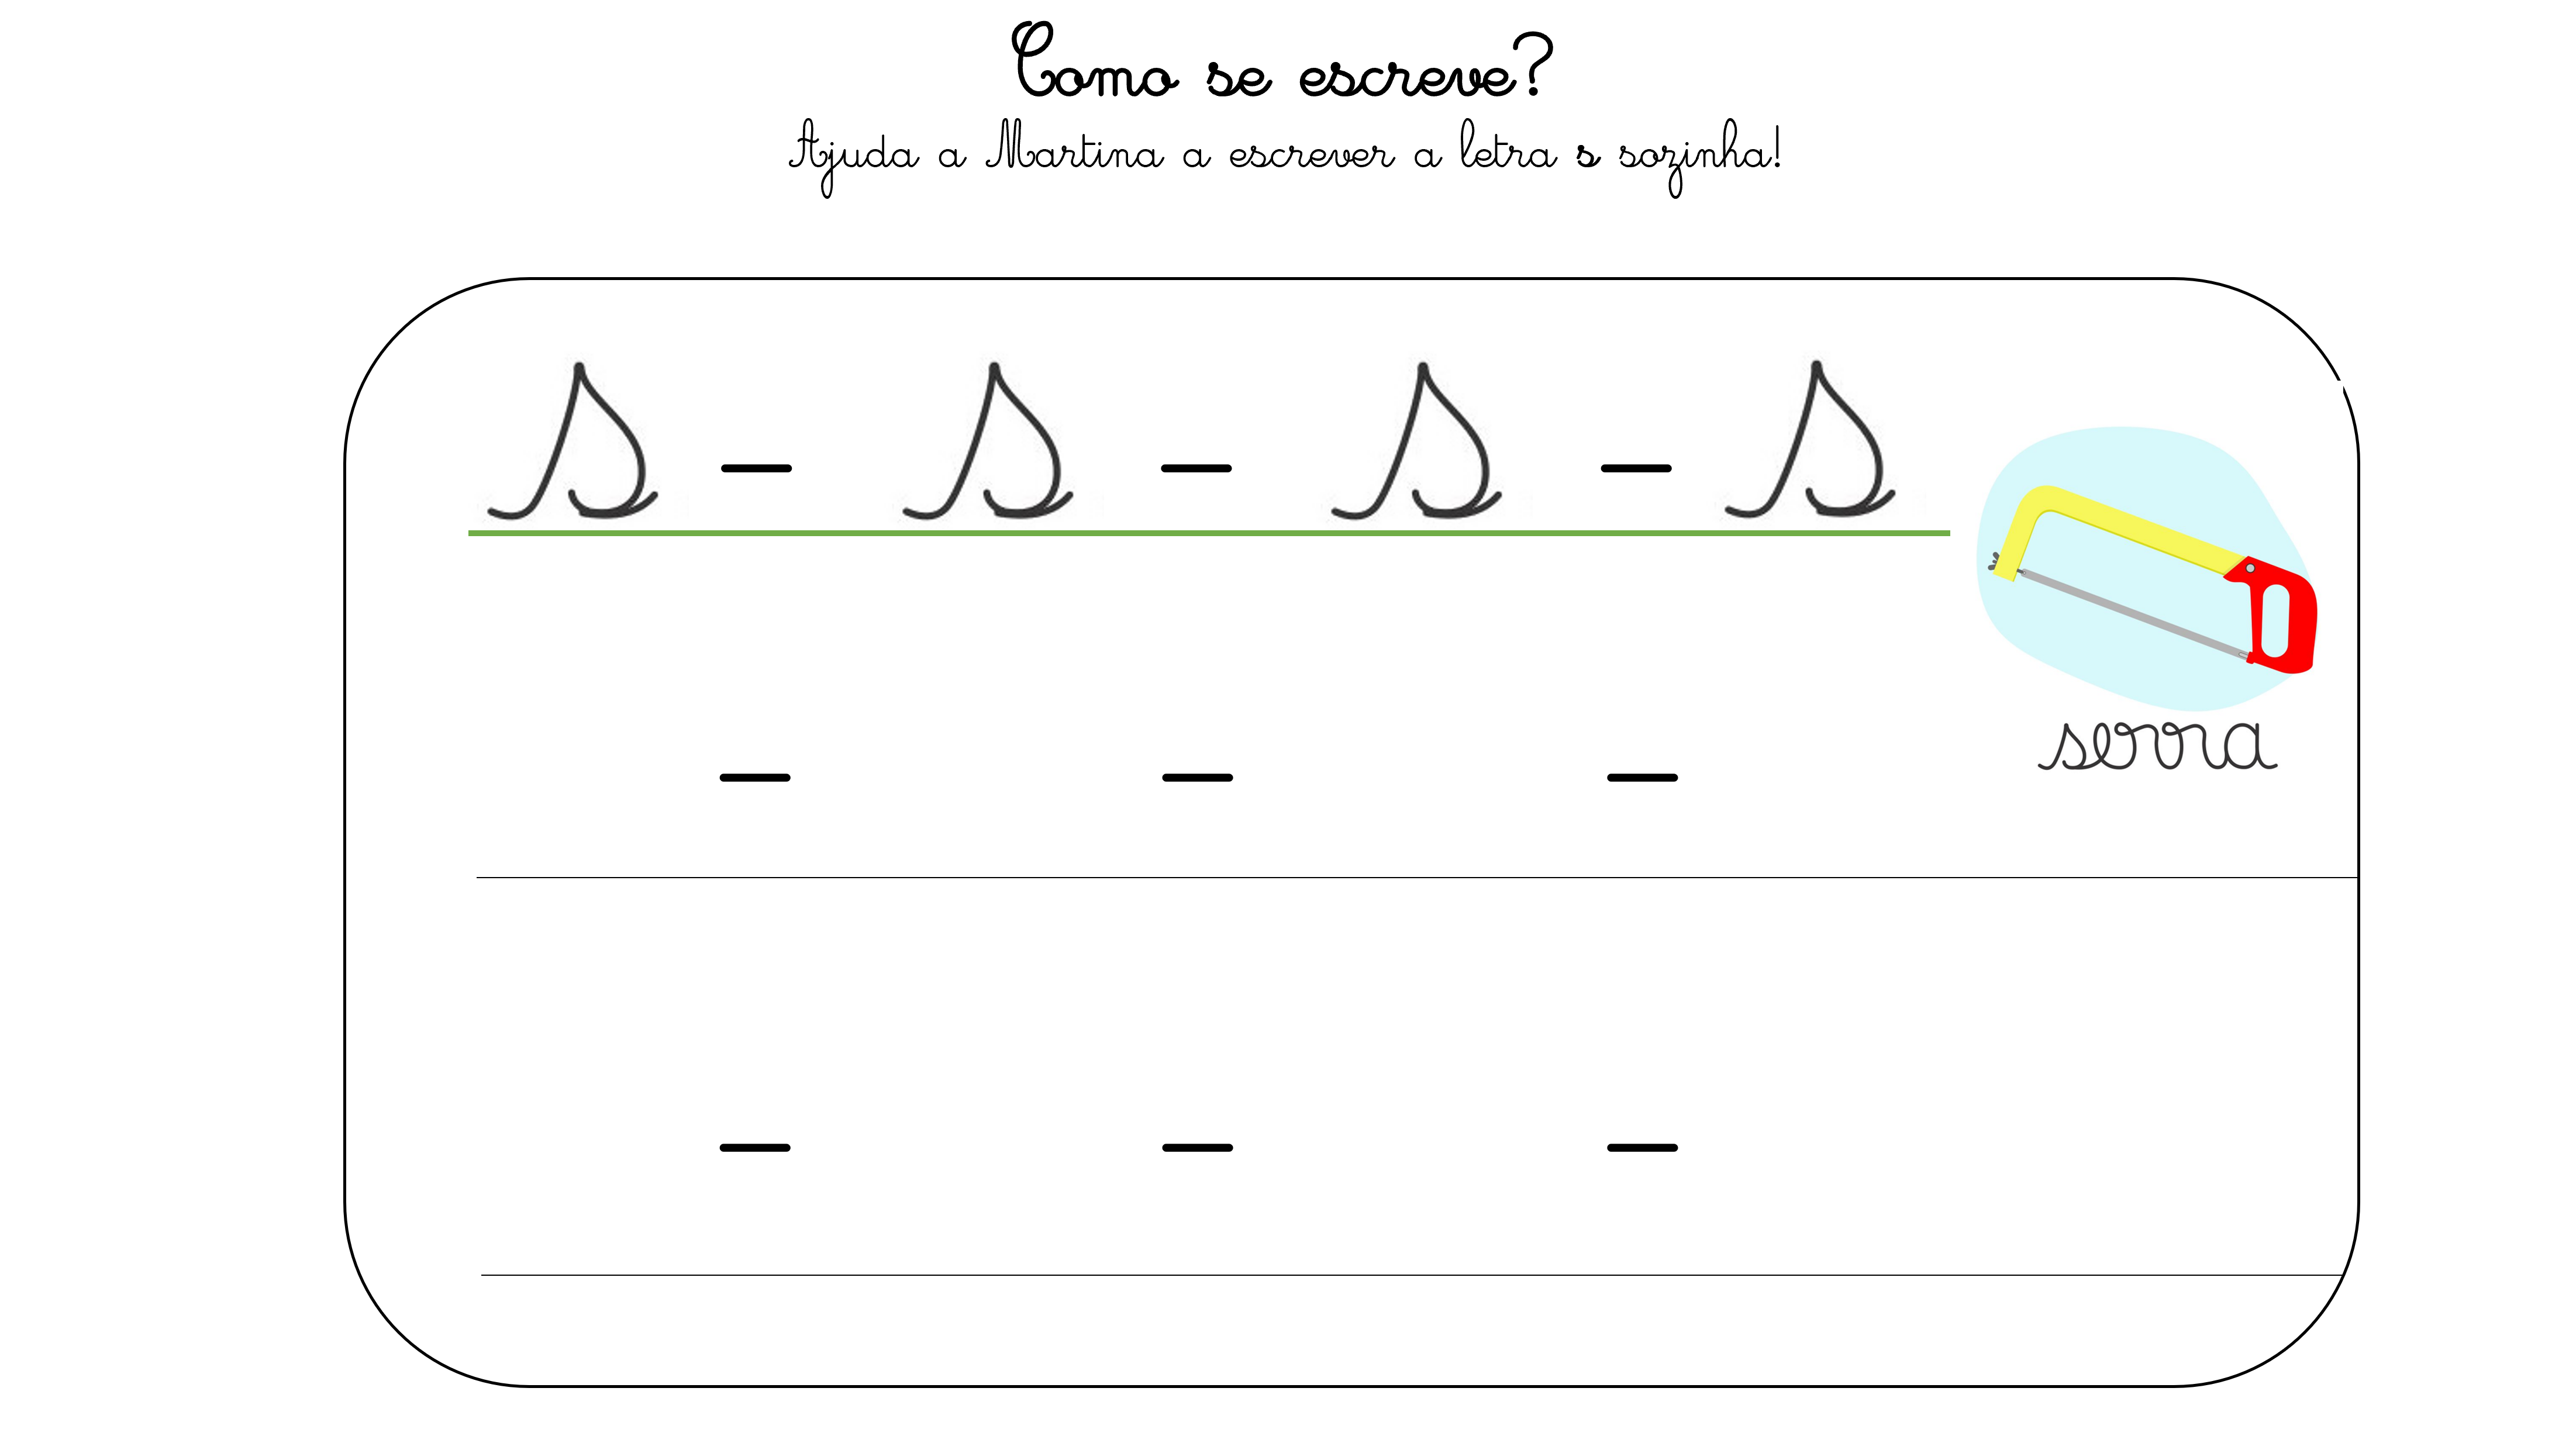 Como se escreve?
Ajuda a Martina a escrever a letra s sozinha!
s - s - s - s
serra
- - -
- - -